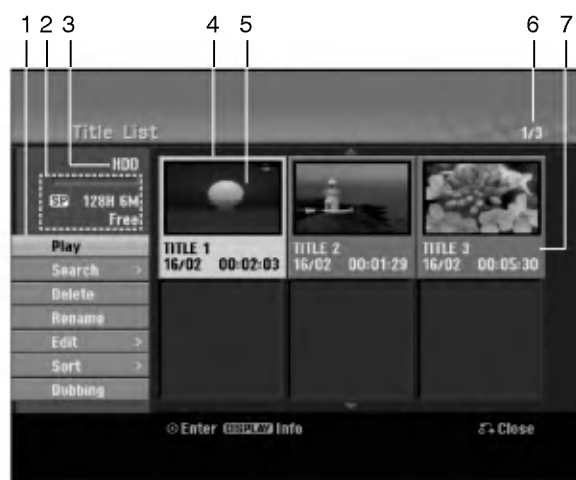 1 2 3 4 5 6 7
Title List 1/3
HDD
SP 128H 6M
Free
Play
Search >
Delete
Rename
Edit >
Sort >
Dubbing
TITLE 1
16/02 00:02:03
TITLE 2
16/02 00:01:29
TITLE 3
16/02 00:05:30
Enter DISPLAY Info Close